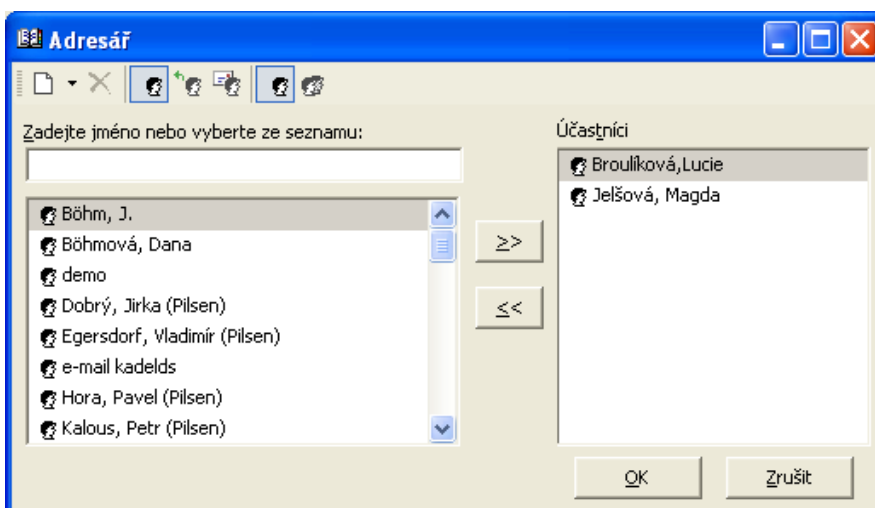 Adresář
Zadejte jméno nebo vyberte ze seznamu:
Böhm, J.
Böhmová, Dana
demo
Dobrý, Jirka (Pilsen)
Egersdorf, Vladimír (Pilsen)
e-mail kadelds
Hora, Pavel (Pilsen)
Kalous, Petr (Pilsen)
>>
<<
Účastníci
Broulíková,Lucie
Jelšová, Magda
OK
Zrušit